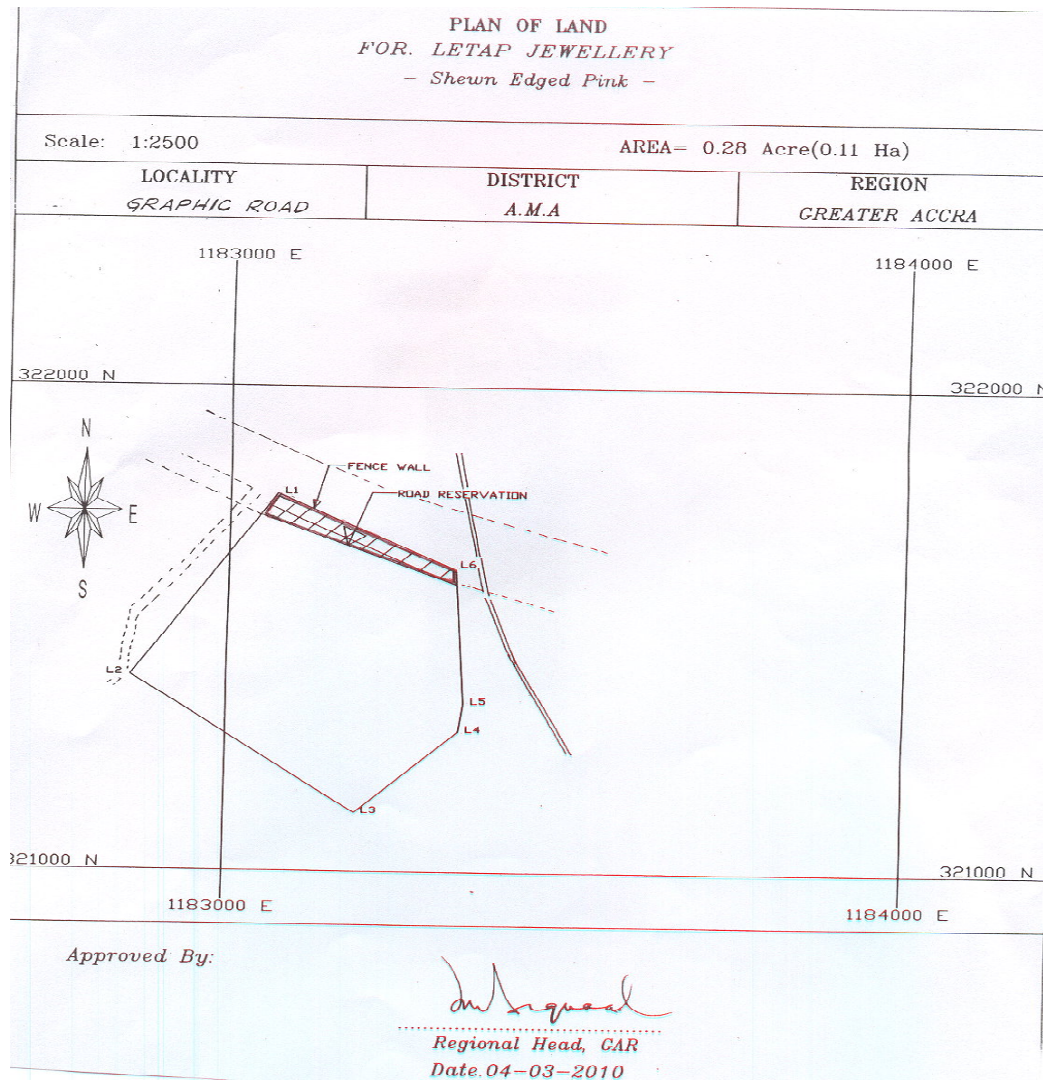 PLAN OF LAND
FOR. LETAP JEWELLERY
- Shewn Edged Pink -
Scale: 1:2500
AREA= 0.28 Acre(0.11 Ha)
LOCALITY
DISTRICT
REGION
GRAPHIC ROAD
A.M.A
GREATER ACCRA
1183000 E
1184000 E
322000 N
322000 N
N
FENCE WALL
L1
ROAD RESERVATION
W
E
L6
S
L2
L5
L4
L3
321000 N
321000 N
1183000 E
1184000 E
Approved By:
Regional Head, CAR
Date.04-03-2010